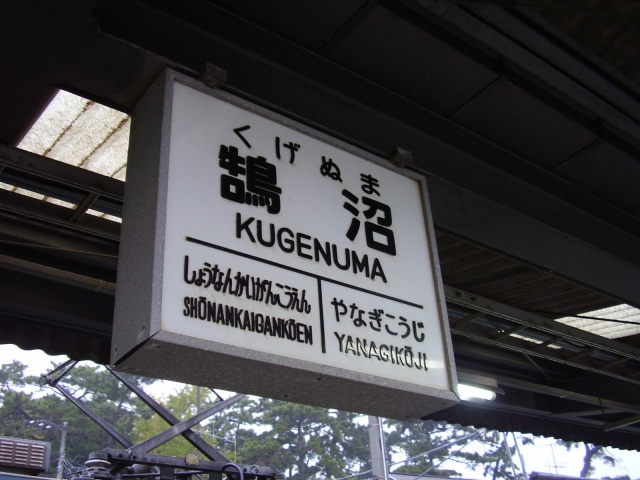 くげぬま
鵠沼
KUGENUMA
しょうなんかいがんこうえん
SHŌNANKAIGANKŌEN
やなぎこうじ
YANAGIKŌJI